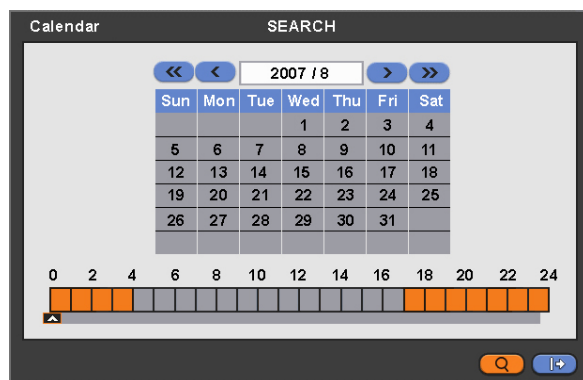 Calendar SEARCH
2007 / 8
Sun Mon Tue Wed Thu Fri Sat
1 2 3 4
5 6 7 8 9 10 11
12 13 14 15 16 17 18
19 20 21 22 23 24 25
26 27 28 29 30 31
0 2 4 6 8 10 12 14 16 18 20 22 24